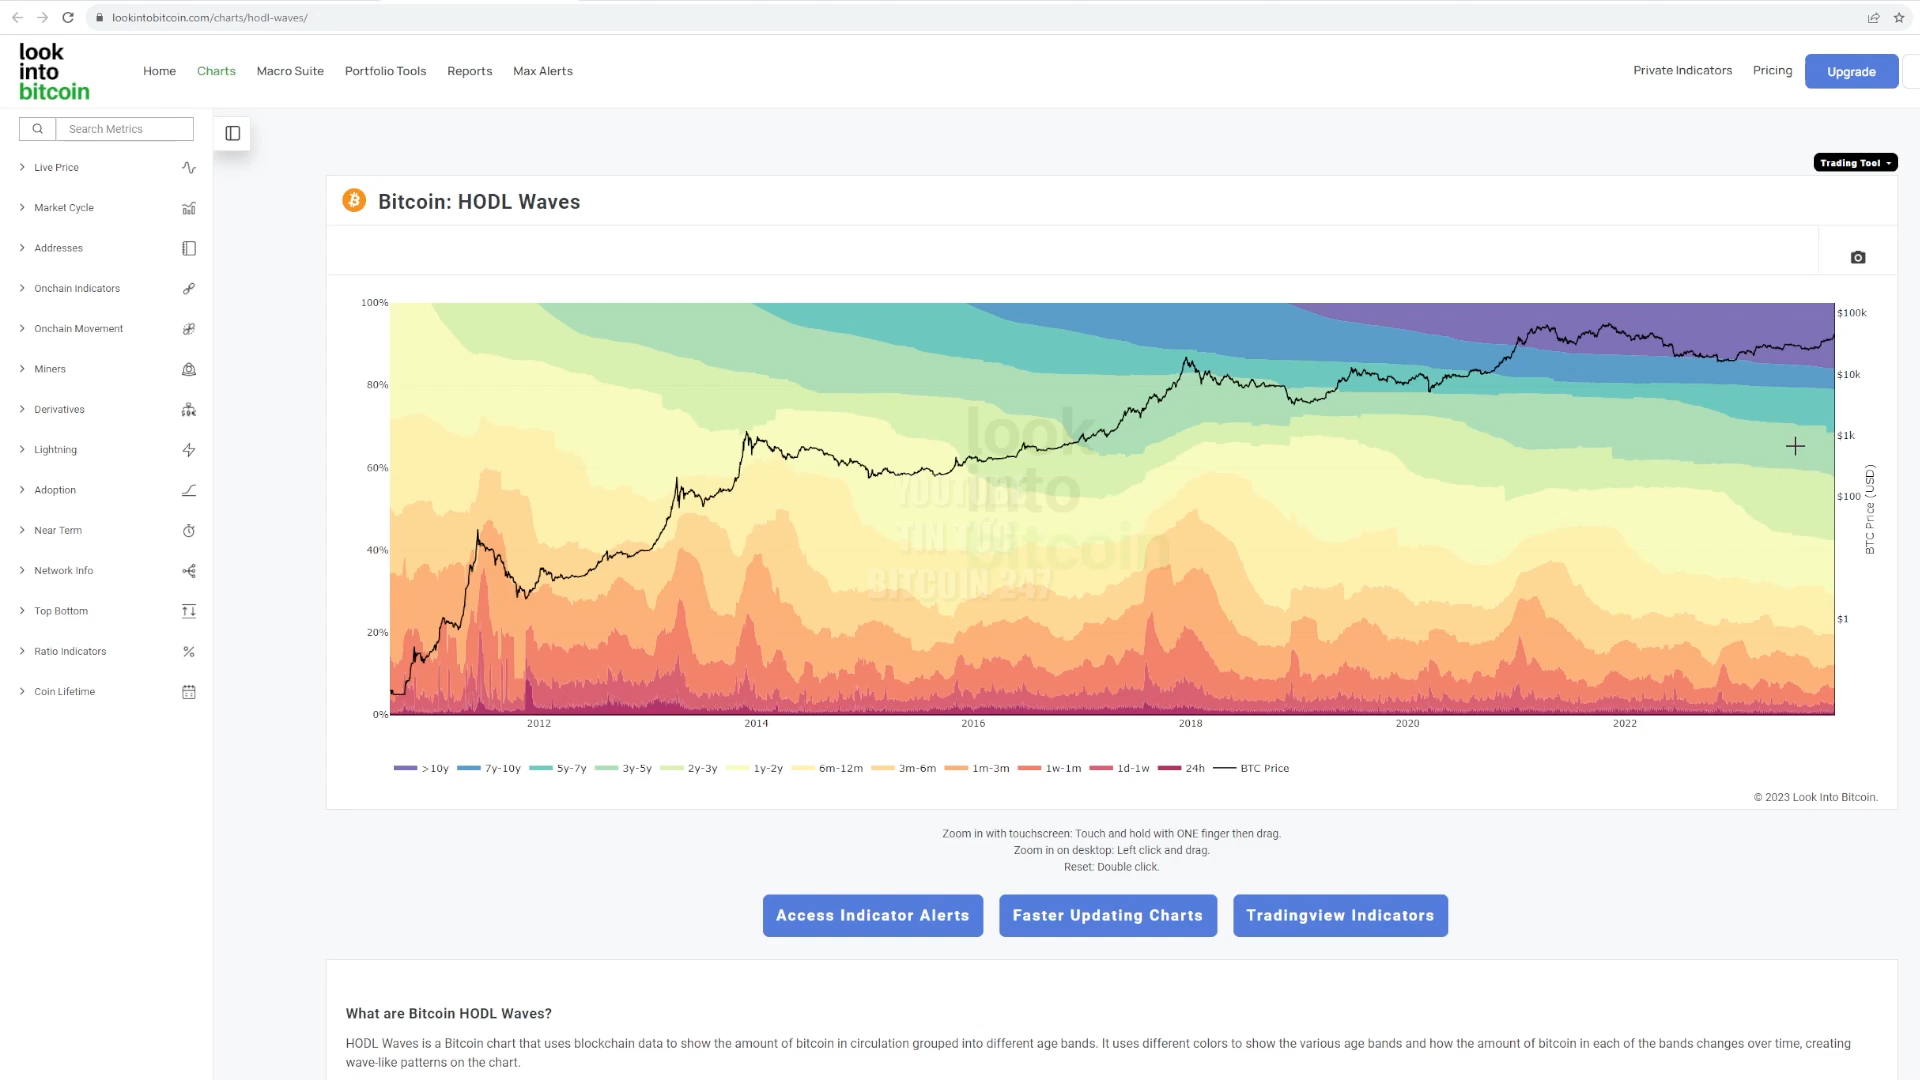 lookintobitcoin.com/charts/hodl-waves/
look
into
bitcoin
Home Charts Macro Suite Portfolio Tools Reports Max Alerts
Private Indicators Pricing Upgrade
Search Metrics
Live Price
Market Cycle
Addresses
Onchain Indicators
Onchain Movement
Miners
Derivatives
Lightning
Adoption
Near Term
Network Info
Top Bottom
Ratio Indicators
Coin Lifetime
Trading Tool
Bitcoin: HODL Waves
100%
80%
60%
40%
20%
0%
$100k
$10k
$1k
$100
$1
BTC Price (USD)
look
into
bitcoin
YOUTUBE
TIN TỨC
BITCOIN 247
2012 2014 2016 2018 2020 2022
>10y 7y-10y 5y-7y 3y-5y 2y-3y 1y-2y 6m-12m 3m-6m 1m-3m 1w-1m 1d-1w 24h BTC Price
© 2023 Look Into Bitcoin.
Zoom in with touchscreen: Touch and hold with ONE finger then drag.
Zoom in on desktop: Left click and drag.
Reset: Double click.
Access Indicator Alerts Faster Updating Charts Tradingview Indicators
What are Bitcoin HODL Waves?
HODL Waves is a Bitcoin chart that uses blockchain data to show the amount of bitcoin in circulation grouped into different age bands. It uses different colors to show the various age bands and how the amount of bitcoin in each of the bands changes over time, creating
wave-like patterns on the chart.